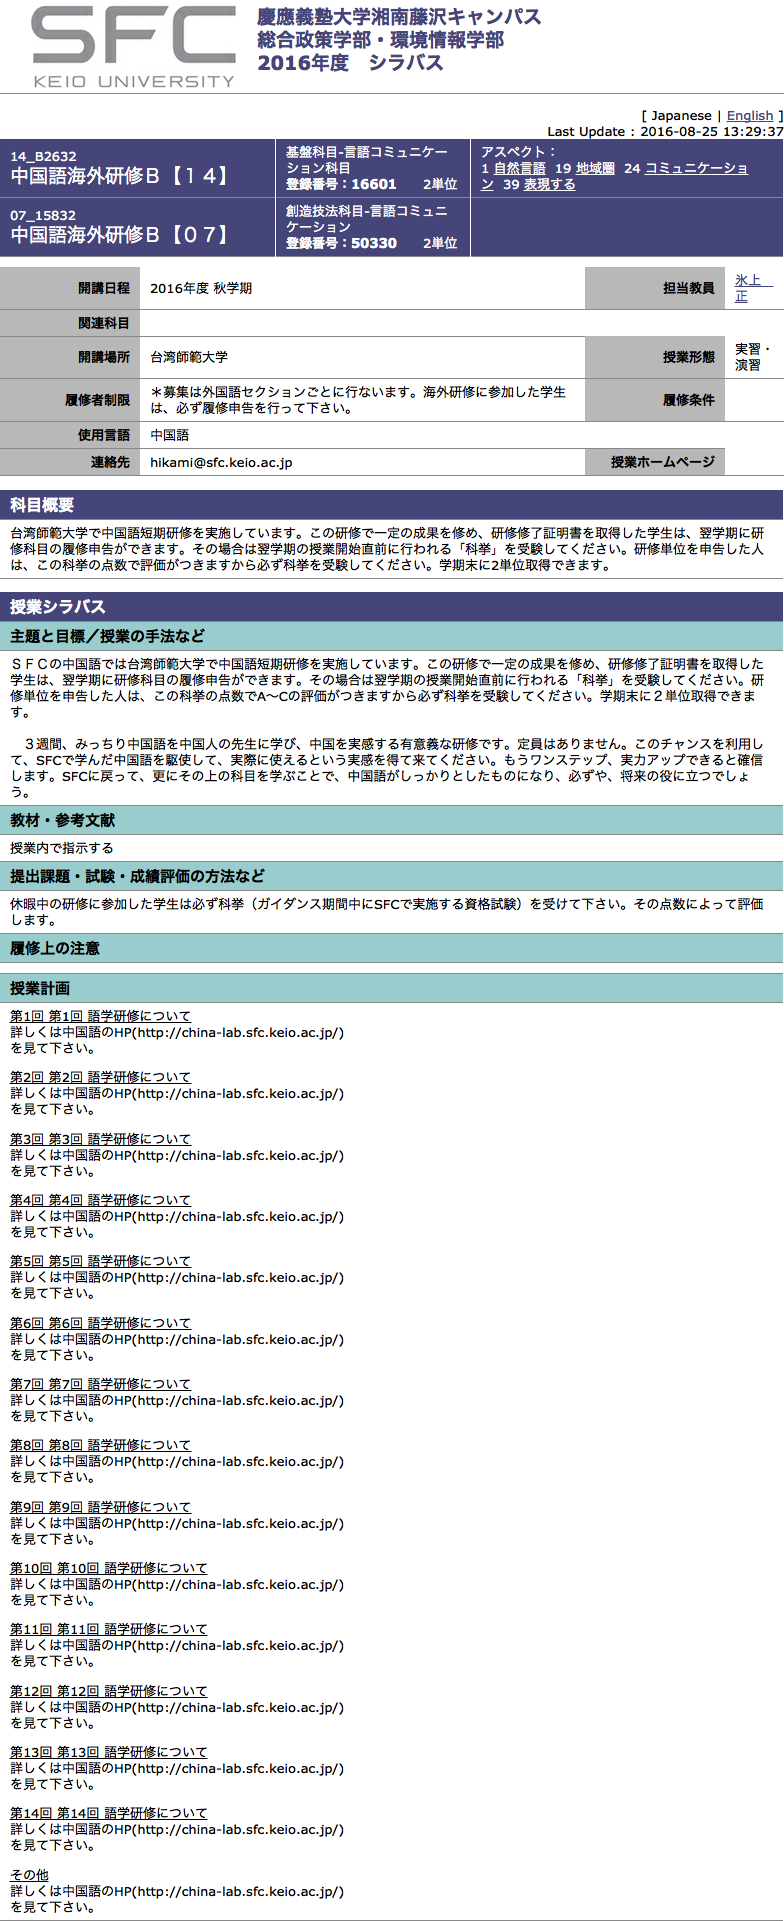 SFC
KEIO UNIVERSITY
慶應義塾大学湘南藤沢キャンパス
総合政策学部・環境情報学部
2016年度　シラバス
[ Japanese | English ]
Last Update : 2016-08-25 13:29:37
14_B2632
中国語海外研修Ｂ【１４】
基盤科目-言語コミュニケー
ション科目
登録番号：16601　　2単位
アスペクト：
1 自然言語 19 地域圏 24 コミュニケーショ
ン 39 表現する
07_15832
中国語海外研修Ｂ【０７】
創造技法科目-言語コミュニ
ケーション
登録番号：50330　　2単位
開講日程
2016年度 秋学期
担当教員
氷上　
正
関連科目
開講場所
台湾師範大学
授業形態
実習・
演習
履修者制限
＊募集は外国語セクションごとに行ないます。海外研修に参加した学生
は、必ず履修申告を行って下さい。
履修条件
使用言語
中国語
連絡先
hikami@sfc.keio.ac.jp
授業ホームページ
科目概要
台湾師範大学で中国語短期研修を実施しています。この研修で一定の成果を修め、研修修了証明書を取得した学生は、翌学期に研
修科目の履修申告ができます。その場合は翌学期の授業開始直前に行われる「科挙」を受験してください。研修単位を申告した人
は、この科挙の点数で評価がつきますから必ず科挙を受験してください。学期末に2単位取得できます。
授業シラバス
主題と目標／授業の手法など
ＳＦＣの中国語では台湾師範大学で中国語短期研修を実施しています。この研修で一定の成果を修め、研修修了証明書を取得した
学生は、翌学期に研修科目の履修申告ができます。その場合は翌学期の授業開始直前に行われる「科挙」を受験してください。研
修単位を申告した人は、この科挙の点数でA〜Cの評価がつきますから必ず科挙を受験してください。学期末に２単位取得できま
す。
　３週間、みっちり中国語を中国人の先生に学び、中国を実感する有意義な研修です。定員はありません。このチャンスを利用し
て、SFCで学んだ中国語を駆使して、実際に使えるという実感を得て来てください。もうワンステップ、実力アップできると確信
します。SFCに戻って、更にその上の科目を学ぶことで、中国語がしっかりとしたものになり、必ずや、将来の役に立つでしょ
う。
教材・参考文献
授業内で指示する
提出課題・試験・成績評価の方法など
休暇中の研修に参加した学生は必ず科挙（ガイダンス期間中にSFCで実施する資格試験）を受けて下さい。その点数によって評価
します。
履修上の注意
授業計画
第1回 第1回 語学研修について
詳しくは中国語のHP(http://china-lab.sfc.keio.ac.jp/)
を見て下さい。
第2回 第2回 語学研修について
詳しくは中国語のHP(http://china-lab.sfc.keio.ac.jp/)
を見て下さい。
第3回 第3回 語学研修について
詳しくは中国語のHP(http://china-lab.sfc.keio.ac.jp/)
を見て下さい。
第4回 第4回 語学研修について
詳しくは中国語のHP(http://china-lab.sfc.keio.ac.jp/)
を見て下さい。
第5回 第5回 語学研修について
詳しくは中国語のHP(http://china-lab.sfc.keio.ac.jp/)
を見て下さい。
第6回 第6回 語学研修について
詳しくは中国語のHP(http://china-lab.sfc.keio.ac.jp/)
を見て下さい。
第7回 第7回 語学研修について
詳しくは中国語のHP(http://china-lab.sfc.keio.ac.jp/)
を見て下さい。
第8回 第8回 語学研修について
詳しくは中国語のHP(http://china-lab.sfc.keio.ac.jp/)
を見て下さい。
第9回 第9回 語学研修について
詳しくは中国語のHP(http://china-lab.sfc.keio.ac.jp/)
を見て下さい。
第10回 第10回 語学研修について
詳しくは中国語のHP(http://china-lab.sfc.keio.ac.jp/)
を見て下さい。
第11回 第11回 語学研修について
詳しくは中国語のHP(http://china-lab.sfc.keio.ac.jp/)
を見て下さい。
第12回 第12回 語学研修について
詳しくは中国語のHP(http://china-lab.sfc.keio.ac.jp/)
を見て下さい。
第13回 第13回 語学研修について
詳しくは中国語のHP(http://china-lab.sfc.keio.ac.jp/)
を見て下さい。
第14回 第14回 語学研修について
詳しくは中国語のHP(http://china-lab.sfc.keio.ac.jp/)
を見て下さい。
その他
詳しくは中国語のHP(http://china-lab.sfc.keio.ac.jp/)
を見て下さい。